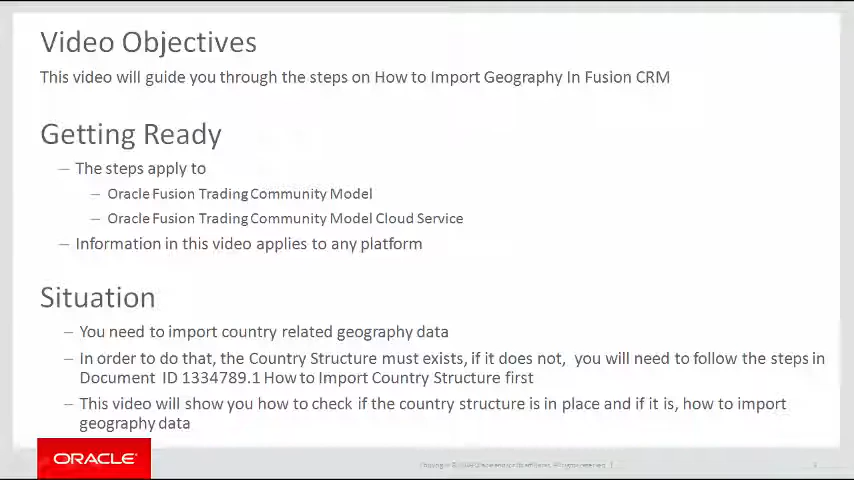 Video Objectives
This video will guide you through the steps on How to Import Geography In Fusion CRM
Getting Ready
– The steps apply to
– Oracle Fusion Trading Community Model
– Oracle Fusion Trading Community Model Cloud Service
– Information in this video applies to any platform
Situation
– You need to import country related geography data
– In order to do that, the Country Structure must exists, if it does not, you will need to follow the steps in
Document ID 1334789.1 How to Import Country Structure first
– This video will show you how to check if the country structure is in place and if it is, how to import
geography data
ORACLE